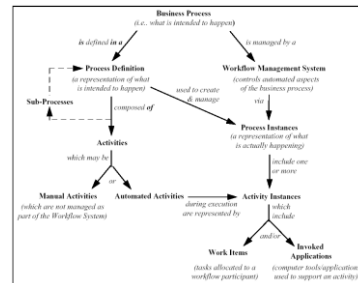 Business Process
(i.e., what is intended to happen)
is defined in a
is managed by a
Process Definition
(a representation of what
is intended to happen)
Workflow Management System
(controls automated aspects
of the business process)
used to create
& manage
Sub-Processes
composed of
via
Process Instances
(a representation of what
is actually happening)
Activities
which may be
include one
or more
or
Manual Activities
(which are not managed as
part of the Workflow System)
Automated Activities
during execution
are represented by
Activity Instances
which
include
and/or
Work Items
(tasks allocated to a
workflow participant)
Invoked
Applications
(computer tools/applications
used to support an activity)